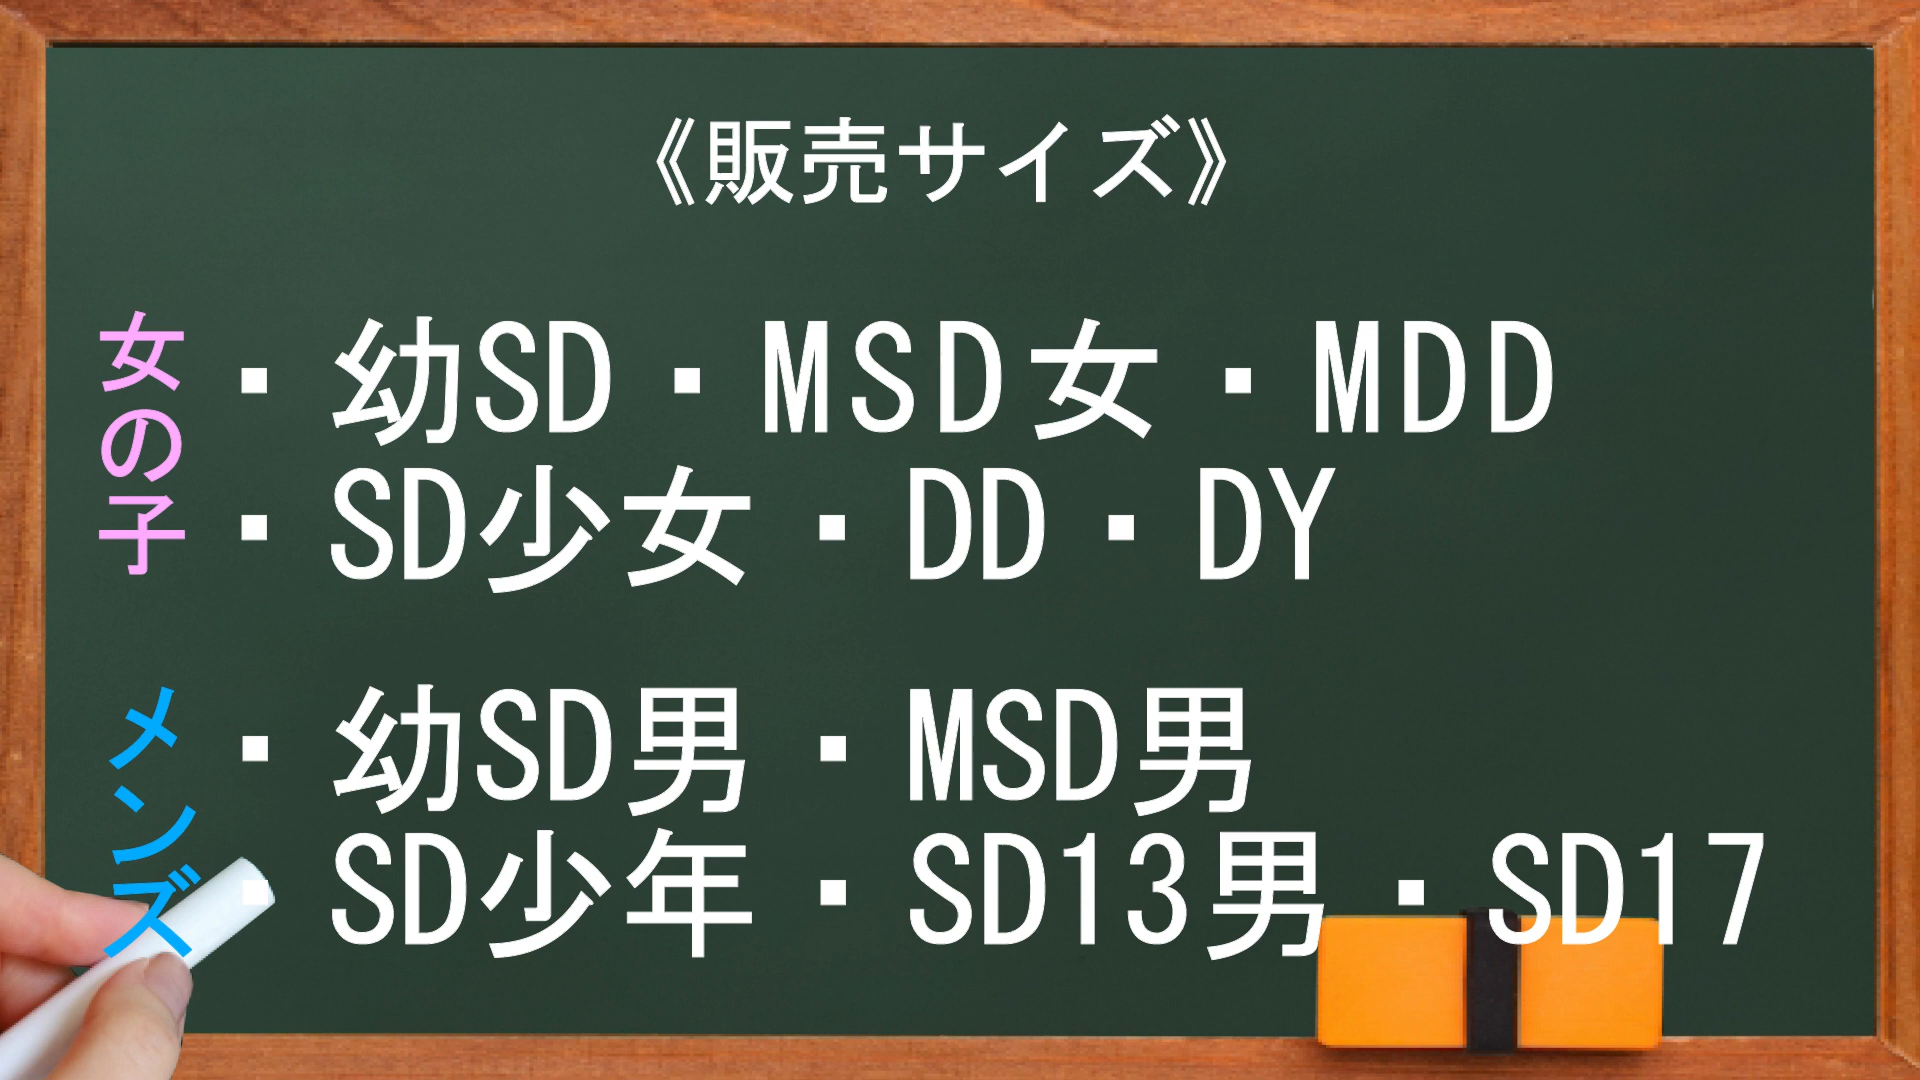 《販売サイズ》
女の子
・幼SD・MSD女・MDD
・SD少女・DD・DY
メンズ
・幼SD男・MSD男
・SD少年・SD13男・SD17